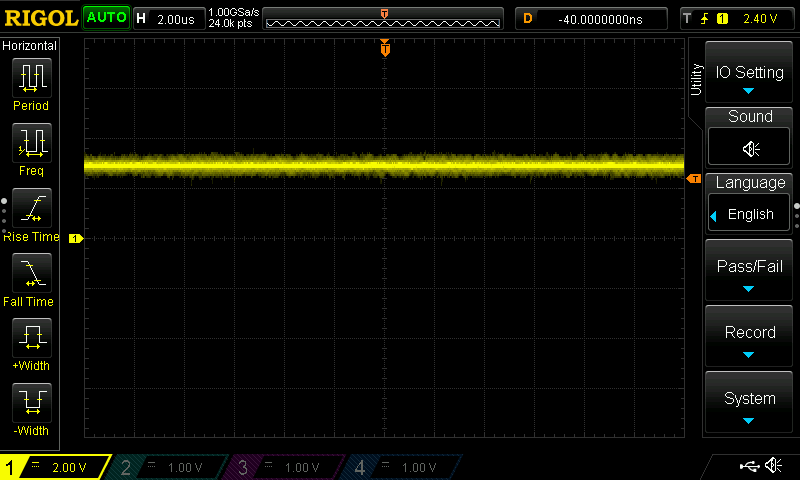 RIGOL AUTO H 2.00us 1.00GSa/s 24.0k pts T D -40.0000000ns T 1 2.40 V
Horizontal
Period
Freq
Rise Time
Fall Time
+Width
-Width
T
T
1
Utility
IO Setting
Sound
Language
English
Pass/Fail
Record
System
1 2.00 V 2 1.00 V 3 1.00 V 4 1.00 V